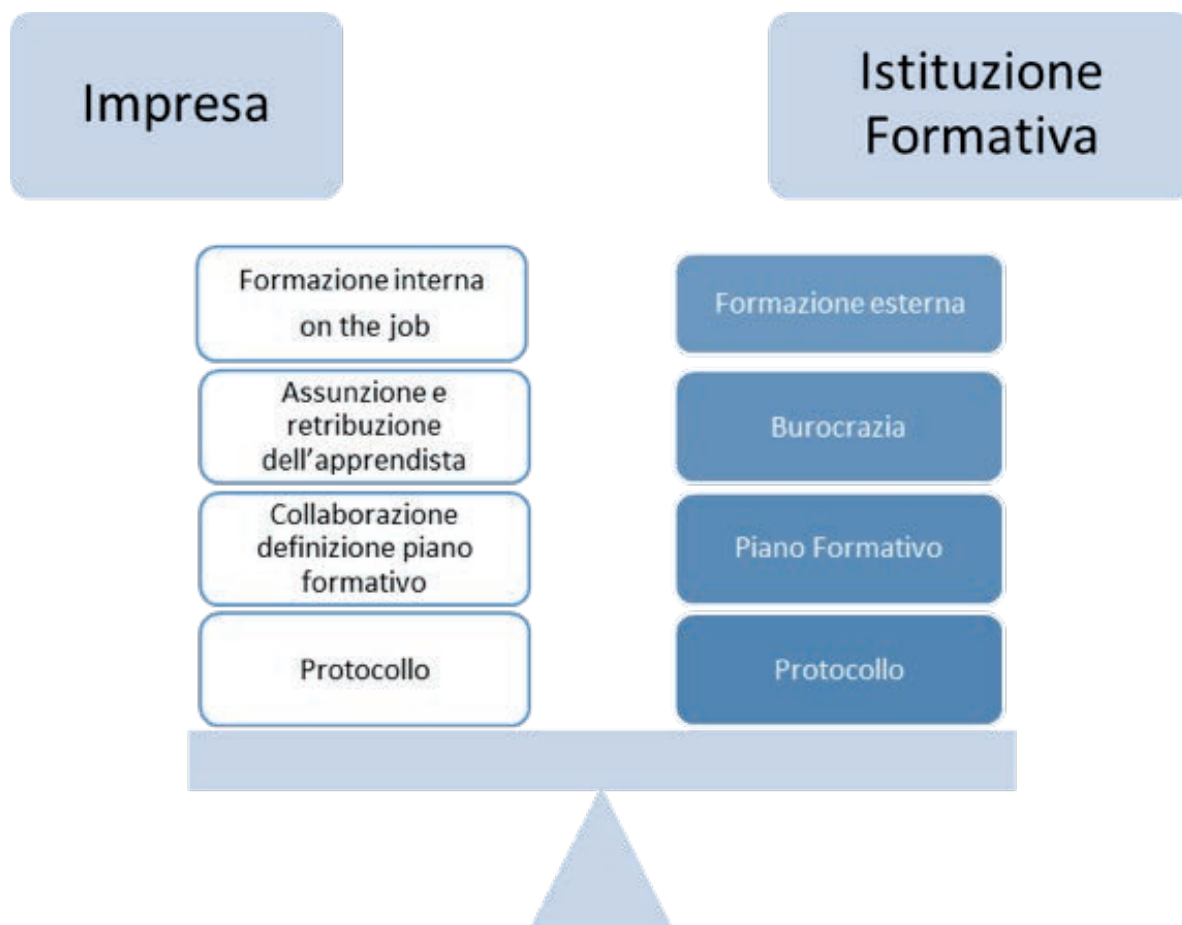 Impresa
Istituzione
Formativa
Formazione interna
on the job
Assunzione e
retribuzione
dell’apprendista
Collaborazione
definizione piano
formativo
Protocollo
Formazione esterna
Burocrazia
Piano Formativo
Protocollo